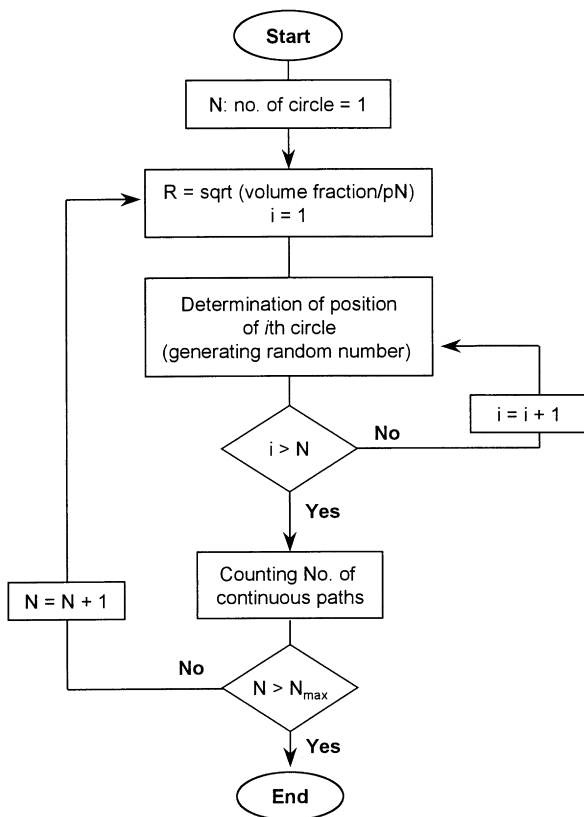 Start
N: no. of circle = 1
R = sqrt (volume fraction/pN)
i = 1
Determination of position
of ith circle
(generating random number)
i = i + 1
i > N
No
Yes
Counting No. of
continuous paths
N = N + 1
No
N > Nmax
Yes
End